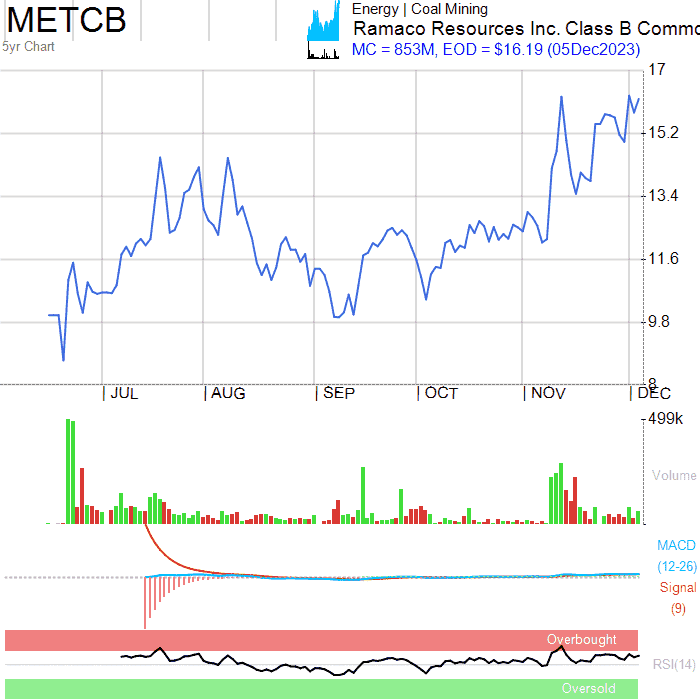 METCB
5yr Chart
Energy | Coal Mining
Ramaco Resources Inc. Class B Commo
MC = 853M, EOD = $16.19 (05Dec2023)
17
15.2
13.4
11.6
9.8
8
| JUL | AUG | SEP | OCT | NOV | DEC
499k
Volume
MACD
(12-26)
Signal
(9)
Overbought
RSI(14)
Oversold